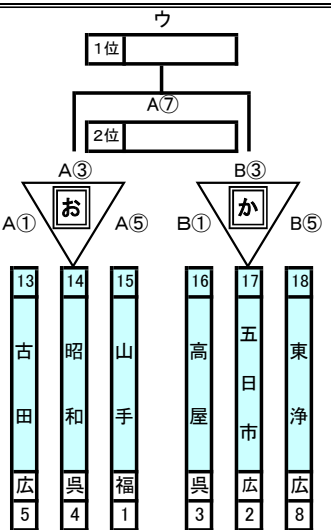 ウ
1位
A⑦
2位
A③ B③
お か
A① A⑤ B① B⑤
13 14 15 16 17 18
古田 昭和 山手 高屋 五日市 東浄
広 呉 福 呉 広 広
5 4 1 3 2 8